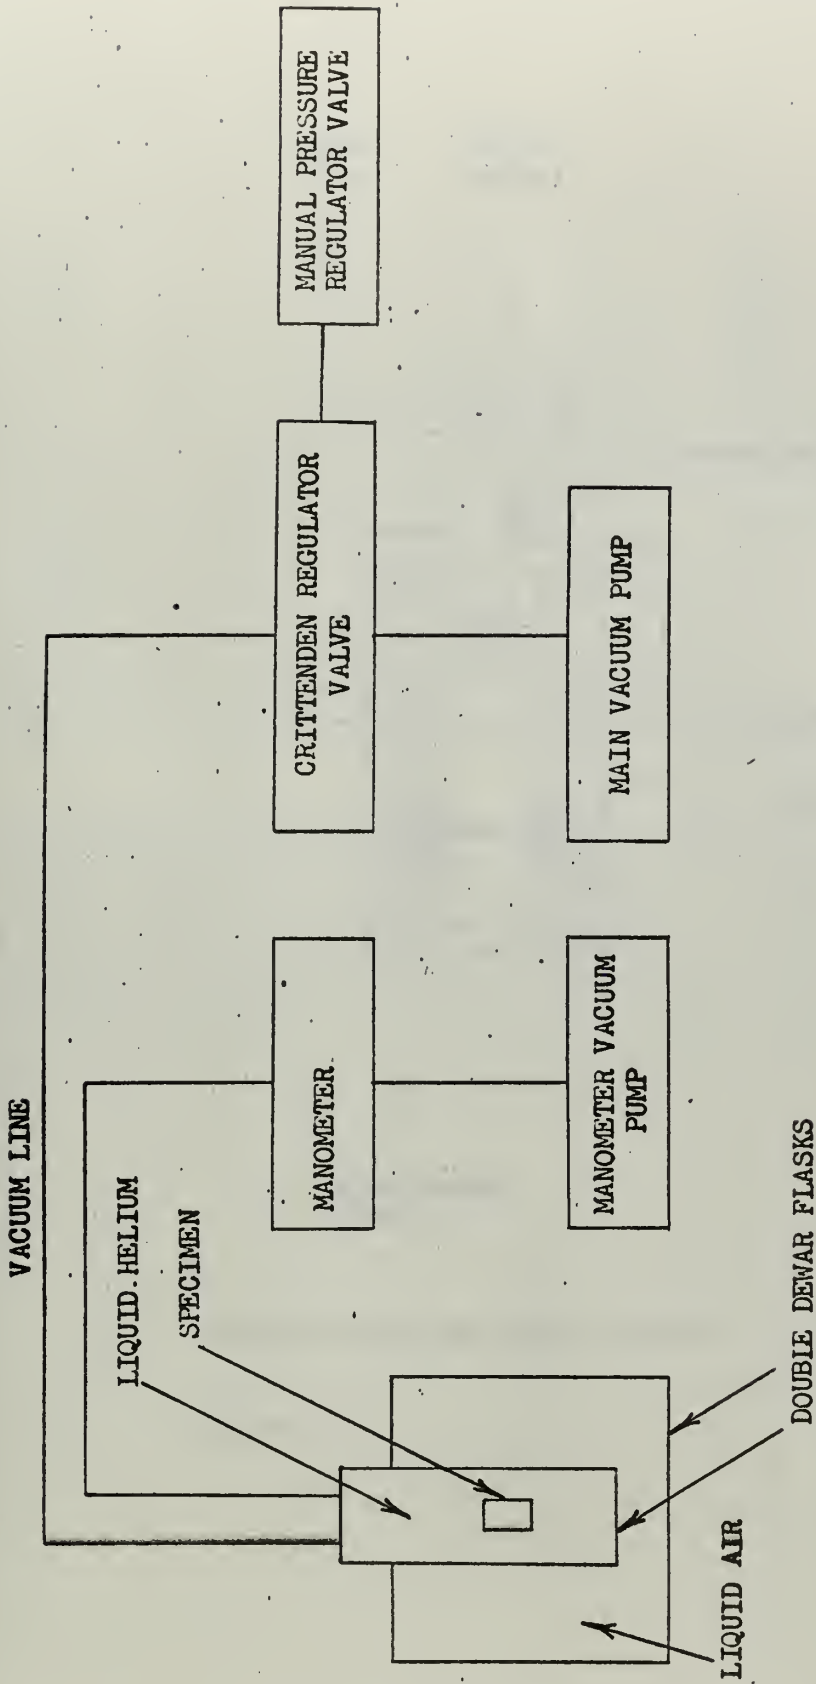 VACUUM LINE
LIQUID HELIUM
SPECIMEN
LIQUID AIR
DOUBLE DEWAR FLASKS
MANOMETER
MANOMETER VACUUM
PUMP
CRITTENDEN REGULATOR
VALVE
MAIN VACUUM PUMP
MANUAL PRESSURE
REGULATOR VALVE